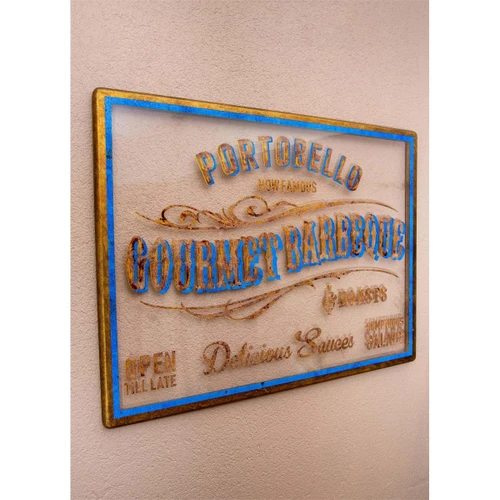 PORTOBELLO
NOW FAMOUS
GOURMET BARBEQUE
& ROASTS
Delicious Sauces
OPEN
TILL LATE